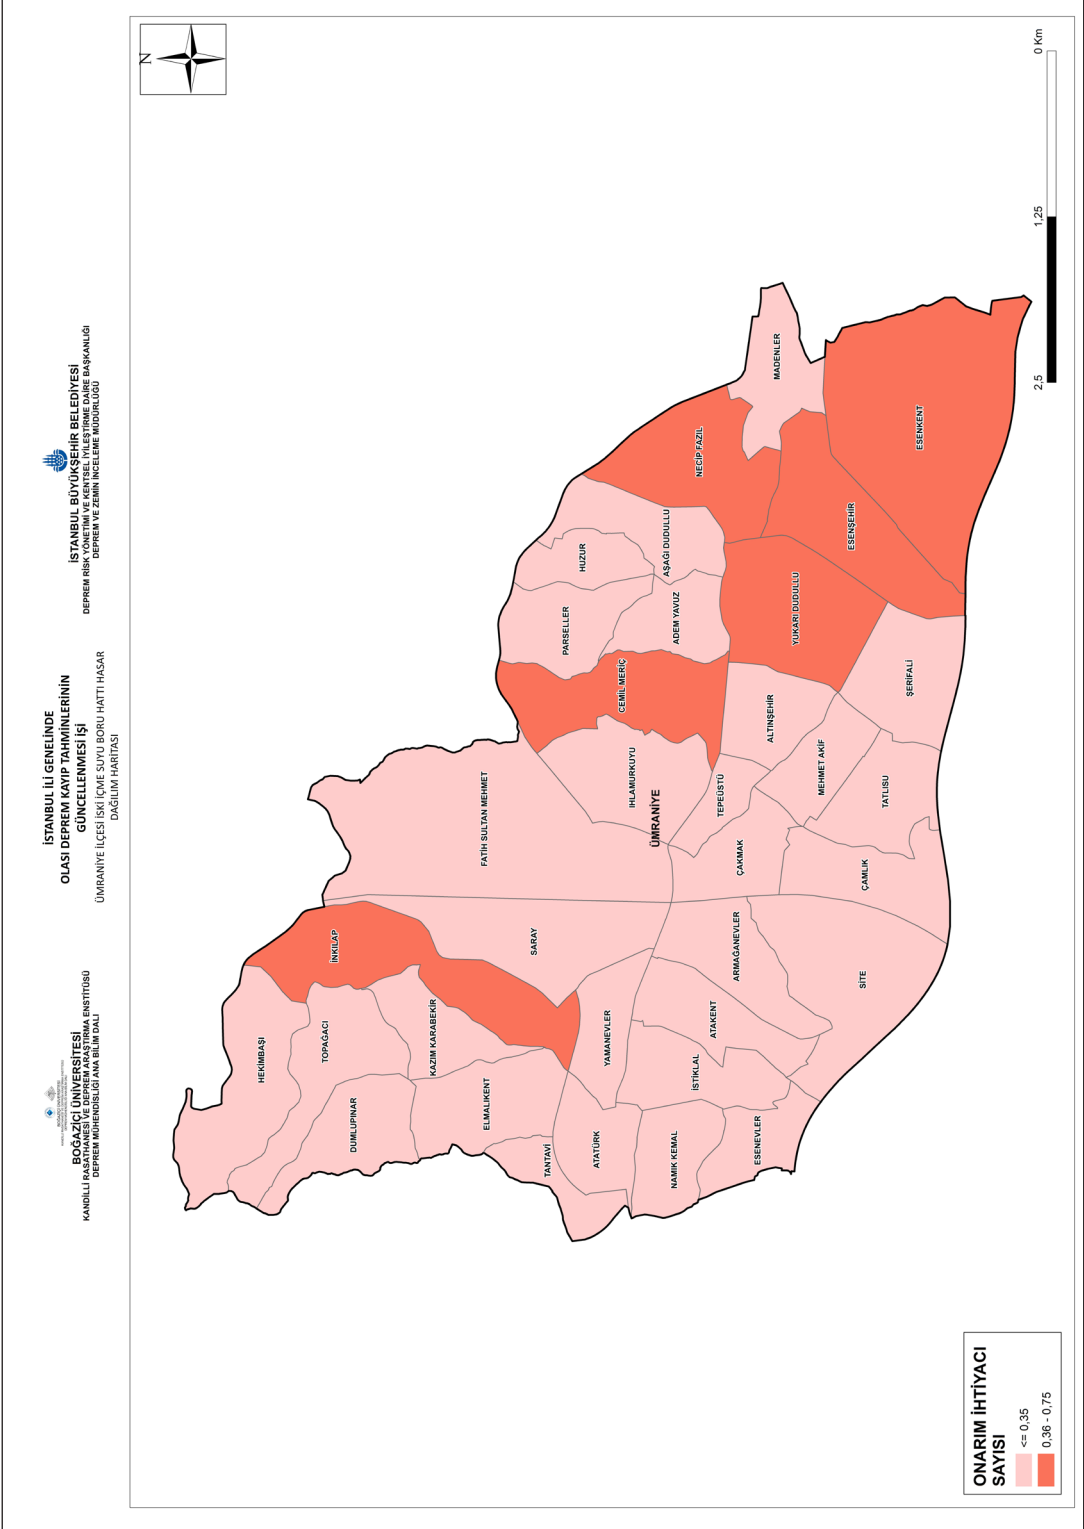 BOĞAZİÇİ ÜNİVERSİTESİ
KANDİLLİ RASATHANESİ VE DEPREM ARAŞTIRMA ENSTİTÜSÜ
DEPREM MÜHENDİSLİĞİ ANA BİLİM DALI
İSTANBUL İLİ GENELİNDE
OLASI DEPREM KAYIP TAHMİNLERİNİN
GÜNCELLENMESİ İŞİ
ÜMRANİYE İLÇESİ İSKİ İÇME SUYU BORU HATTI HASAR
DAĞILIM HARİTASI
İSTANBUL BÜYÜKŞEHİR BELEDİYESİ
DEPREM RİSK YÖNETİMİ VE KENTSEL İYİLEŞTİRME DAİRE BAŞKANLIĞI
DEPREM VE ZEMİN İNCELEME MÜDÜRLÜĞÜ
N
HEKİMBAŞI
İNKILAP
TOPAĞACI
DUMLUPINAR
KAZIM KARABEKİR
ELMALIKENT
FATİH SULTAN MEHMET
SARAY
TANTAVİ
PARSELLER
HUZUR
ATATÜRK
YAMANEVLER
CEMİL MERİÇ
IHLAMURKUYU
ÜMRANİYE
AŞAĞI DUDULLU
ADEM YAVUZ
NAMIK KEMAL
İSTİKLAL
NECİP FAZIL
ATAKENT
TEPEÜSTÜ
ARMAĞANEVLER
ÇAKMAK
ESENEVLER
ALTINŞEHİR
MADENLER
YUKARI DUDULLU
MEHMET AKİF
ESENŞEHİR
SİTE
ÇAMLIK
TATLISU
ŞERİFALİ
ESENKENT
ONARIM İHTİYACI
SAYISI
<= 0,35
0,36 - 0,75
2,5
1,25
0 Km